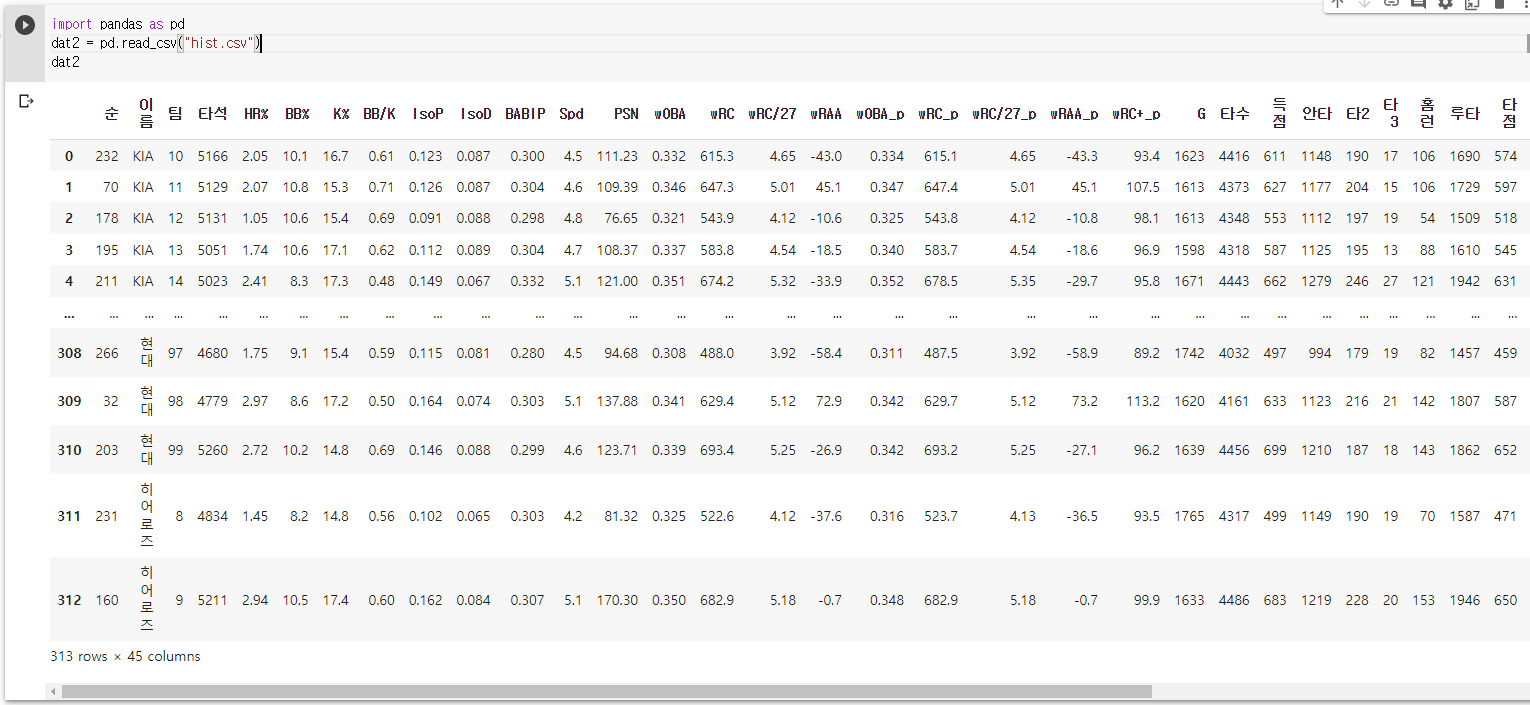 import pandas as pd
dat2 = pd.read_csv("hist.csv")
dat2
순 이름 팀 타석 HR% BB% K% BB/K IsoP IsoD BABIP Spd PSN wOBA wRC wRC/27 wRAA wOBA_p wRC_p wRC/27_p wRAA_p wRC+_p G 타수 득점 안타 타2 타3 홈런 루타 타점
0 232 KIA 10 5166 2.05 10.1 16.7 0.61 0.123 0.087 0.300 4.5 111.23 0.332 615.3 4.65 -43.0 0.334 615.1 4.65 -43.3 93.4 1623 4416 611 1148 190 17 106 1690 574
1 70 KIA 11 5129 2.07 10.8 15.3 0.71 0.126 0.087 0.304 4.6 109.39 0.346 647.3 5.01 45.1 0.347 647.4 5.01 45.1 107.5 1613 4373 627 1177 204 15 106 1729 597
2 178 KIA 12 5131 1.05 10.6 15.4 0.69 0.091 0.088 0.298 4.8 76.65 0.321 543.9 4.12 -10.6 0.325 543.8 4.12 -10.8 98.1 1613 4348 553 1112 197 19 54 1509 518
3 195 KIA 13 5051 1.74 10.6 17.1 0.62 0.112 0.089 0.304 4.7 108.37 0.337 583.8 4.54 -18.5 0.340 583.7 4.54 -18.6 96.9 1598 4318 587 1125 195 13 88 1610 545
4 211 KIA 14 5023 2.41 8.3 17.3 0.48 0.149 0.067 0.332 5.1 121.00 0.351 674.2 5.32 -33.9 0.352 678.5 5.35 -29.7 95.8 1671 4443 662 1279 246 27 121 1942 631
... ... ... ... ... ... ... ... ... ... ... ... ... ... ... ... ... ... ... ... ... ... ... ... ... ... ... ... ... ... ... ...
308 266 현대 97 4680 1.75 9.1 15.4 0.59 0.115 0.081 0.280 4.5 94.68 0.308 488.0 3.92 -58.4 0.311 487.5 3.92 -58.9 89.2 1742 4032 497 994 179 19 82 1457 459
309 32 현대 98 4779 2.97 8.6 17.2 0.50 0.164 0.074 0.303 5.1 137.88 0.341 629.4 5.12 72.9 0.342 629.7 5.12 73.2 113.2 1620 4161 633 1123 216 21 142 1807 587
310 203 현대 99 5260 2.72 10.2 14.8 0.69 0.146 0.088 0.299 4.6 123.71 0.339 693.4 5.25 -26.9 0.342 693.2 5.25 -27.1 96.2 1639 4456 699 1210 187 18 143 1862 652
311 231 히어로즈 8 4834 1.45 8.2 14.8 0.56 0.102 0.065 0.303 4.2 81.32 0.325 522.6 4.12 -37.6 0.316 523.7 4.13 -36.5 93.5 1765 4317 499 1149 190 19 70 1587 471
312 160 히어로즈 9 5211 2.94 10.5 17.4 0.60 0.162 0.084 0.307 5.1 170.30 0.350 682.9 5.18 -0.7 0.348 682.9 5.18 -0.7 99.9 1633 4486 683 1219 228 20 153 1946 650
313 rows × 45 columns